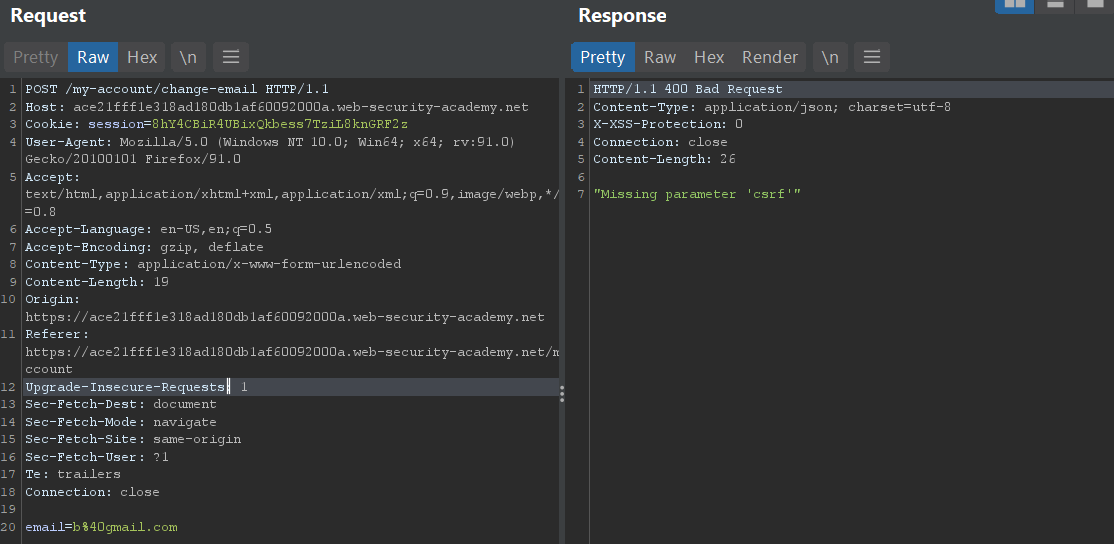 Request
Pretty Raw Hex \n
1 POST /my-account/change-email HTTP/1.1
2 Host: ace21fff1e318ad180db1af60092000a.web-security-academy.net
3 Cookie: session=8hY4CBiR4UBixQkbess7TziL8knGRF2z
4 User-Agent: Mozilla/5.0 (Windows NT 10.0; Win64; x64; rv:91.0)
Gecko/20100101 Firefox/91.0
5 Accept:
text/html,application/xhtml+xml,application/xml;q=0.9,image/webp,*/
=0.8
6 Accept-Language: en-US,en;q=0.5
7 Accept-Encoding: gzip, deflate
8 Content-Type: application/x-www-form-urlencoded
9 Content-Length: 19
10 Origin:
https://ace21fff1e318ad180db1af60092000a.web-security-academy.net
11 Referer:
https://ace21fff1e318ad180db1af60092000a.web-security-academy.net/m
ccount
12 Upgrade-Insecure-Requests: 1
13 Sec-Fetch-Dest: document
14 Sec-Fetch-Mode: navigate
15 Sec-Fetch-Site: same-origin
16 Sec-Fetch-User: ?1
17 Te: trailers
18 Connection: close
19
20 email=b%40gmail.com
Response
Pretty Raw Hex Render \n
1 HTTP/1.1 400 Bad Request
2 Content-Type: application/json; charset=utf-8
3 X-XSS-Protection: 0
4 Connection: close
5 Content-Length: 26
6
7 "Missing parameter 'csrf'"